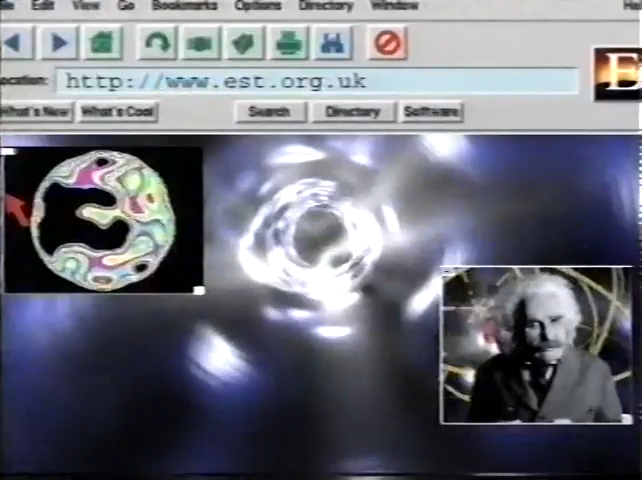 Edit View Go Bookmarks Options Directory Window
http://www.est.org.uk
E
What's New What's Cool Search Directory Software